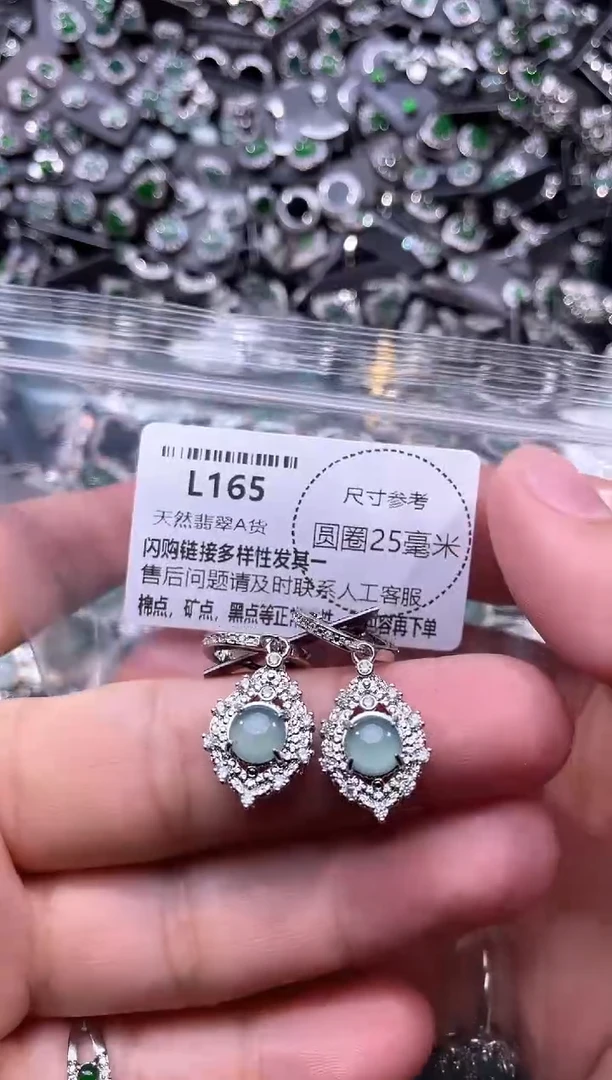 L165
天然翡翠A货
尺寸参考
圆圈25毫米
闪购链接多样性发其一
售后问题请及时联系人工客服
棉点，矿点，黑点等正常 容再下单